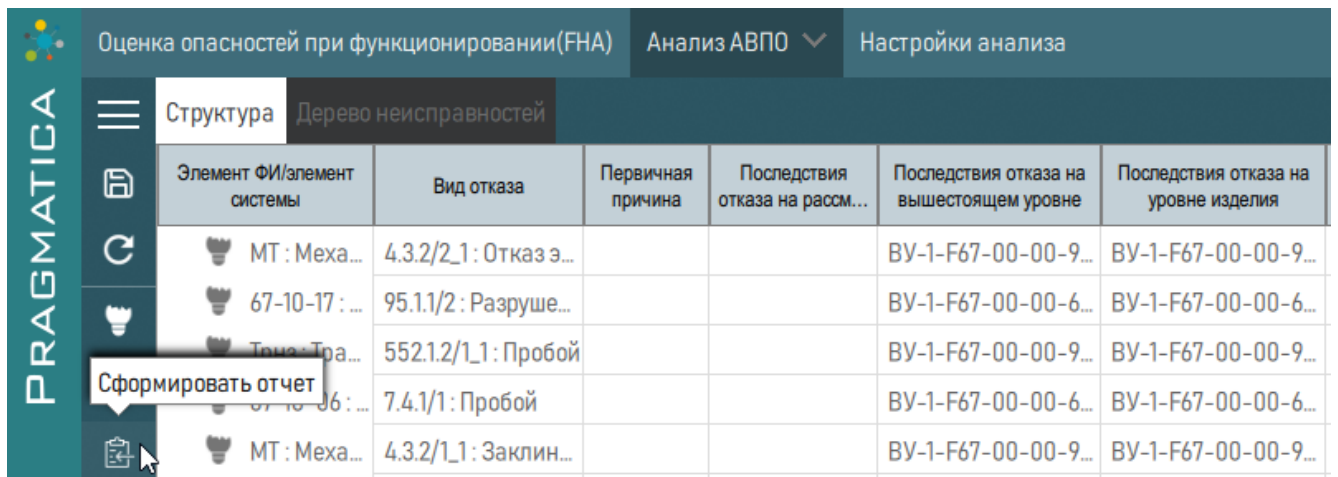 Оценка опасностей при функционировании(FHA) Анализ АВПО Настройки анализа
PRAGMATICA
Структура Дерево неисправностей
Элемент ФИ/элемент системы Вид отказа Первичная причина Последствия отказа на рассм... Последствия отказа на вышестоящем уровне Последствия отказа на уровне изделия
МТ : Меха... 4.3.2/2_1 : Отказ э... ВУ-1-F67-00-00-9... ВУ-1-F67-00-00-9...
67-10-17 : ... 95.1.1/2 : Разруше... ВУ-1-F67-00-00-6... ВУ-1-F67-00-00-6...
552.1.2/1_1 : Пробой ВУ-1-F67-00-00-9... ВУ-1-F67-00-00-9...
Сформировать отчет
7.4.1/1 : Пробой ВУ-1-F67-00-00-6... ВУ-1-F67-00-00-6...
МТ : Меха... 4.3.2/1_1 : Заклин... ВУ-1-F67-00-00-9... ВУ-1-F67-00-00-9...